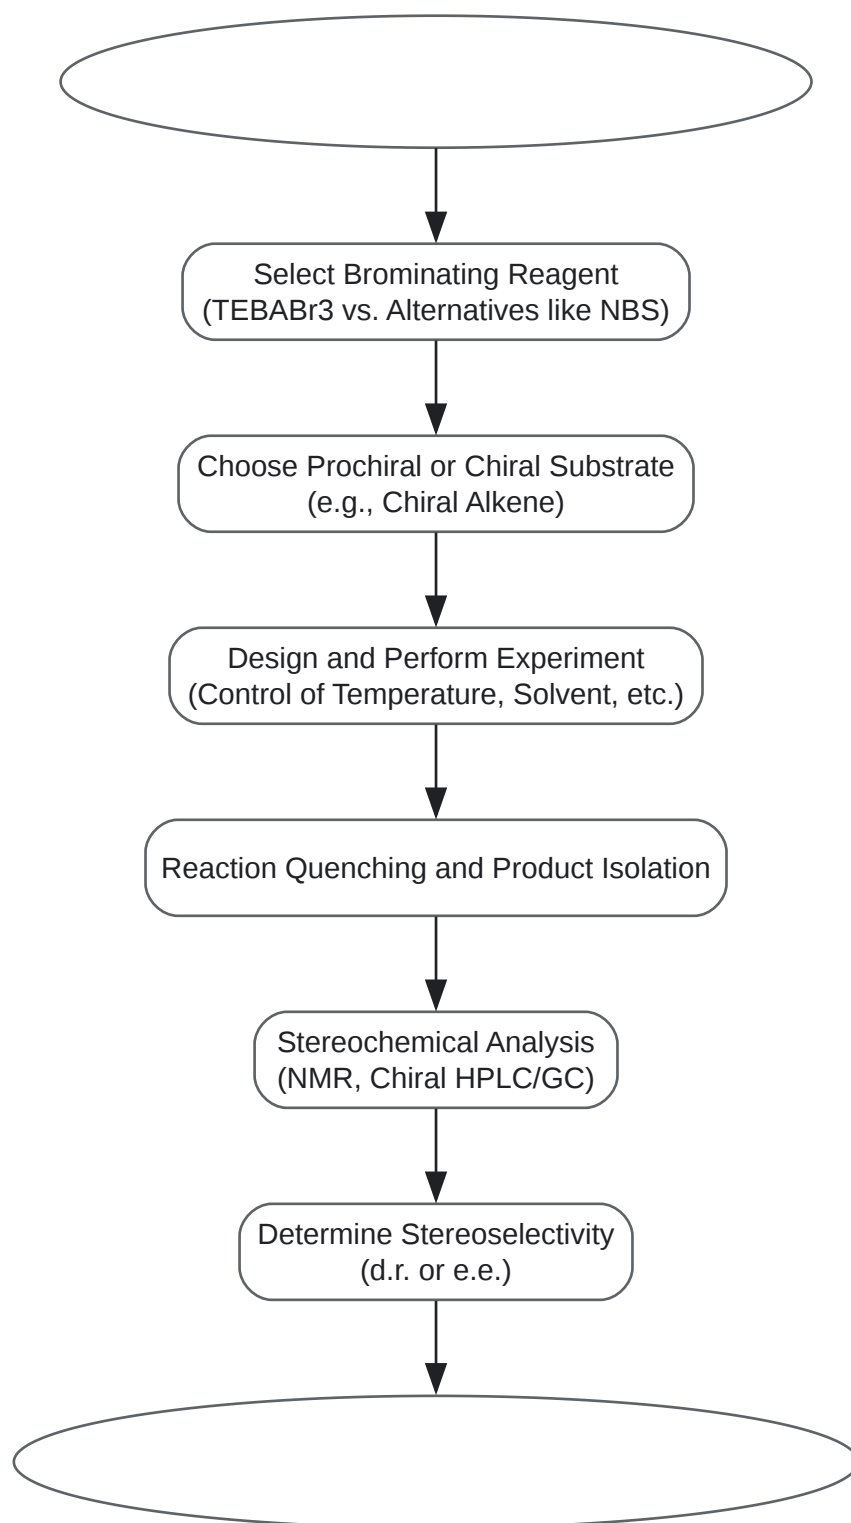 Select Brominating Reagent
(TEBABr3 vs. Alternatives like NBS)
Choose Prochiral or Chiral Substrate
(e.g., Chiral Alkene)
Design and Perform Experiment
(Control of Temperature, Solvent, etc.)
Reaction Quenching and Product Isolation
Stereochemical Analysis
(NMR, Chiral HPLC/GC)
Determine Stereoselectivity
(d.r. or e.e.)